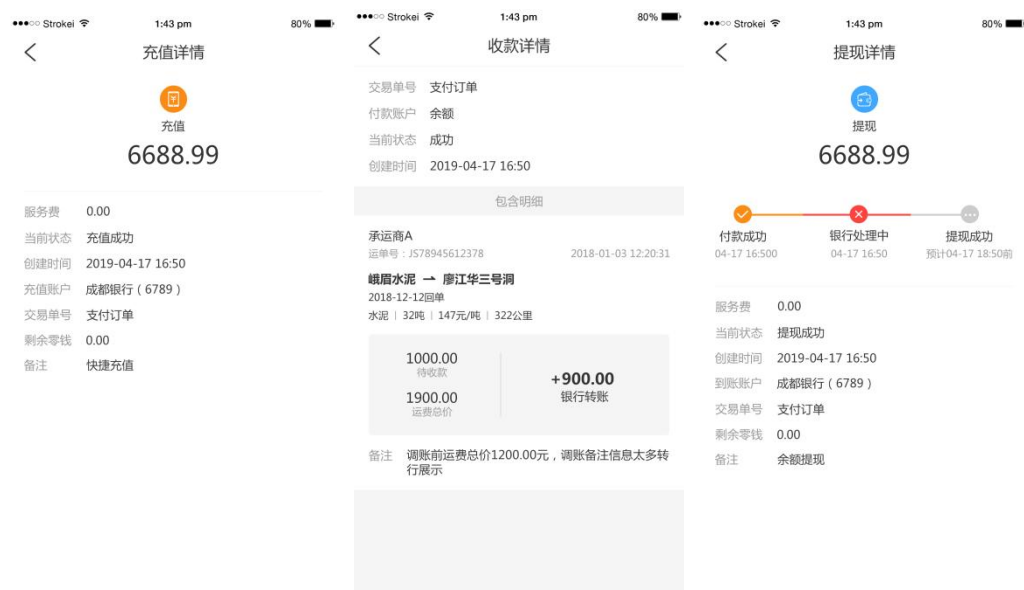 Strokei
1:43 pm
80%
充值详情
充值
6688.99
服务费 0.00
当前状态 充值成功
创建时间 2019-04-17 16:50
充值账户 成都银行（6789）
交易单号 支付订单
剩余零钱 0.00
备注 快捷充值
Strokei
1:43 pm
80%
收款详情
交易单号 支付订单
付款账户 余额
当前状态 成功
创建时间 2019-04-17 16:50
包含明细
承运商A
运单号：JS78945612378 2018-01-03 12:20:31
峨眉水泥 → 廖江华三号洞
2018-12-12回单
水泥 | 32吨 | 147元/吨 | 322公里
1000.00
待收款
1900.00
运费总价
+900.00
银行转账
备注 调账前运费总价1200.00元，调账备注信息太多转
行展示
Strokei
1:43 pm
80%
提现详情
提现
6688.99
付款成功 银行处理中 提现成功
04-17 16:500 04-17 16:50 预计04-17 18:50前
服务费 0.00
当前状态 提现成功
创建时间 2019-04-17 16:50
到账账户 成都银行（6789）
交易单号 支付订单
剩余零钱 0.00
备注 余额提现